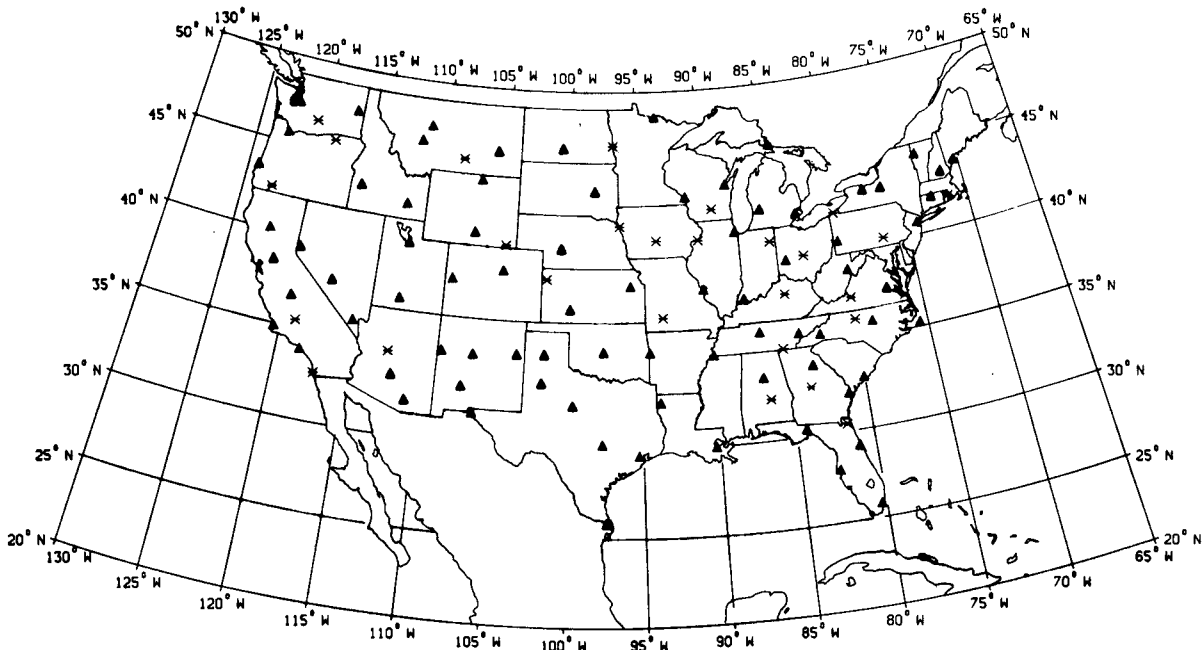 130° W
125° W
120° W
115° W
110° W
105° W
100° W
95° W
90° W
85° W
80° W
75° W
70° W
65° W
50° N
50° N
45° N
45° N
40° N
40° N
35° N
35° N
30° N
30° N
25° N
25° N
20° N
20° N
130° W
125° W
120° W
115° W
110° W
105° W
100° W
95° W
90° W
85° W
80° W
75° W
70° W
65° W